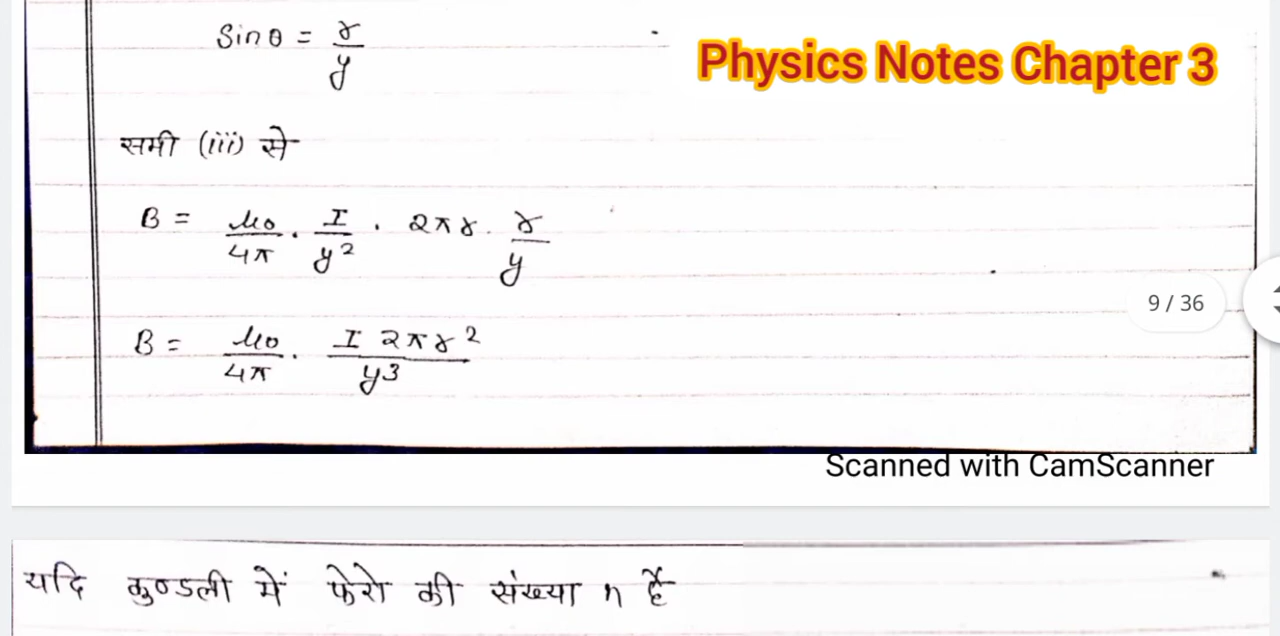 Sin θ = r/y
Physics Notes Chapter 3
समी (iii) से
B = μ0/4π . I/y² . 2πr . r/y
9 / 36
B = μ0/4π . I 2πr²/y³
Scanned with CamScanner
यदि कुण्डली में फेरो की संख्या n है